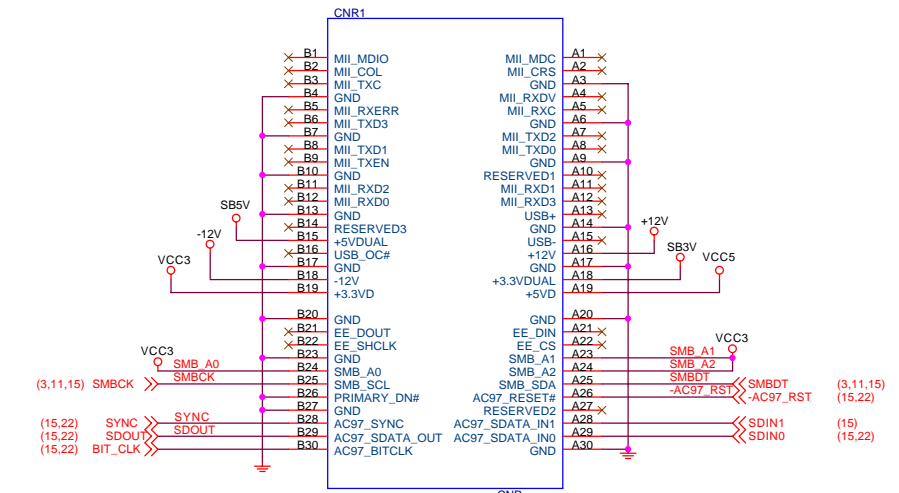 CNR1
B1 MII_MDIO MII_MDC A1
B2 MII_COL MII_CRS A2
B3 MII_TXC GND A3
B4 GND MII_RXDV A4
B5 MII_RXERR MII_RXC A5
B6 MII_TXD3 GND A6
B7 GND MII_TXD2 A7
B8 MII_TXD1 MII_TXD0 A8
B9 MII_TXEN GND A9
B10 GND RESERVED1 A10
B11 MII_RXD2 MII_RXD1 A11
B12 MII_RXD0 MII_RXD3 A12
SB5V B13 GND USB+ A13
+12V
B14 RESERVED3 GND A14
-12V B15 +5VDUAL USB- A15
B16 USB_OC# +12V A16
SB3V
VCC3 B17 GND GND A17 VCC5
B18 -12V +3.3VDUAL A18
B19 +3.3VD +5VD A19
B20 GND GND A20
B21 EE_DOUT EE_DIN A21
B22 EE_SHCLK EE_CS A22
VCC3 VCC3
B23 GND SMB_A1 A23 SMB_A1
SMB_A0 B24 SMB_A0 SMB_A2 A24 SMB_A2
(3,11,15) SMBCK SMBCK B25 SMB_SCL SMB_SDA A25 SMBDT SMBDT (3,11,15)
B26 PRIMARY_DN# AC97_RESET# A26 -AC97_RST -AC97_RST (15,22)
B27 GND RESERVED2 A27
(15,22) SYNC SYNC B28 AC97_SYNC AC97_SDATA_IN1 A28 SDIN1 (15)
(15,22) SDOUT SDOUT B29 AC97_SDATA_OUT AC97_SDATA_IN0 A29 SDIN0 (15,22)
(15,22) BIT_CLK B30 AC97_BITCLK GND A30